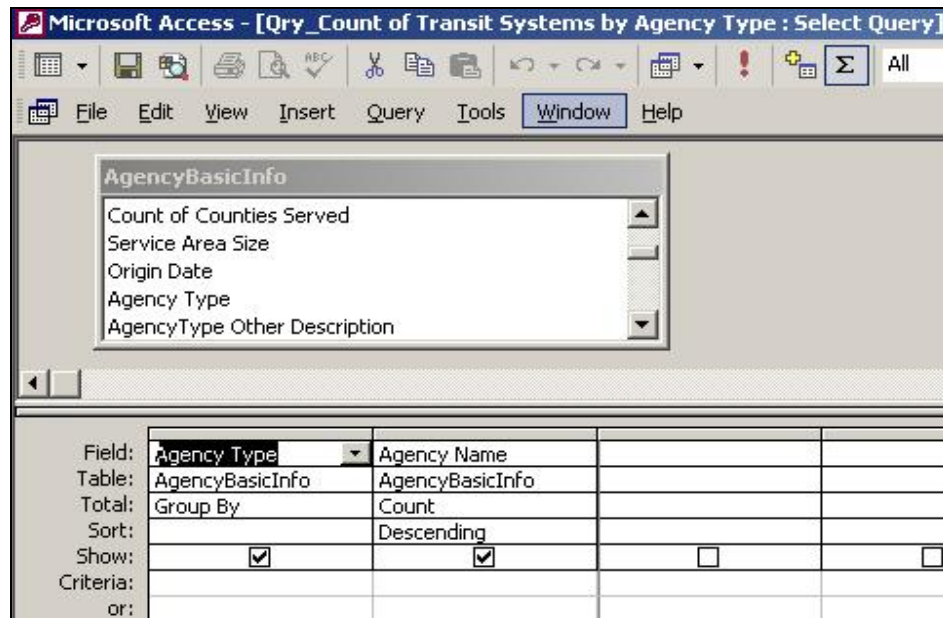 Microsoft Access - [Qry_Count of Transit Systems by Agency Type : Select Query]
ABC Σ All
File Edit View Insert Query Tools Window Help
AgencyBasicInfo
Count of Counties Served
Service Area Size
Origin Date
Agency Type
AgencyType Other Description
Field: Agency Type Agency Name
Table: AgencyBasicInfo AgencyBasicInfo
Total: Group By Count
Sort: Descending
Show:
Criteria:
or: